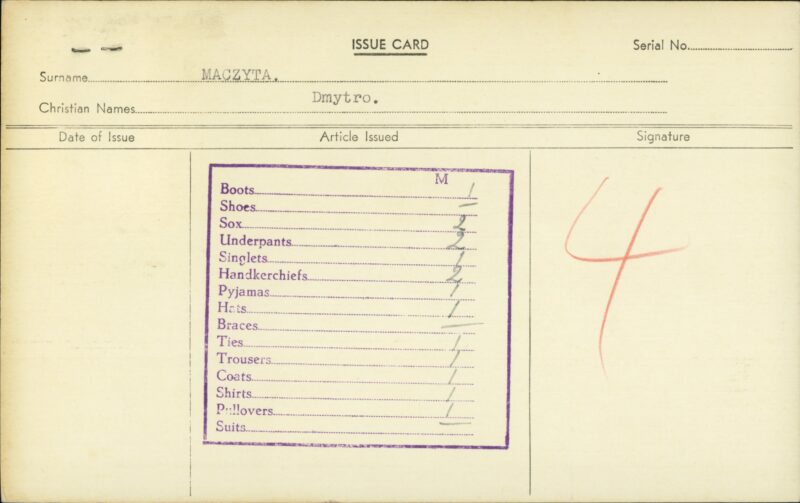 ISSUE CARD
Serial No.
Surname MACZYTA.
Christian Names Dmytro.
Date of Issue Article Issued Signature
M
Boots 1
Shoes —
Sox 2
Underpants 2
Singlets 1
Handkerchiefs 2
Pyjamas 1
Hats 1
Braces —
Ties 1
Trousers 1
Coats 1
Shirts 1
Pullovers 1
Suits —
4